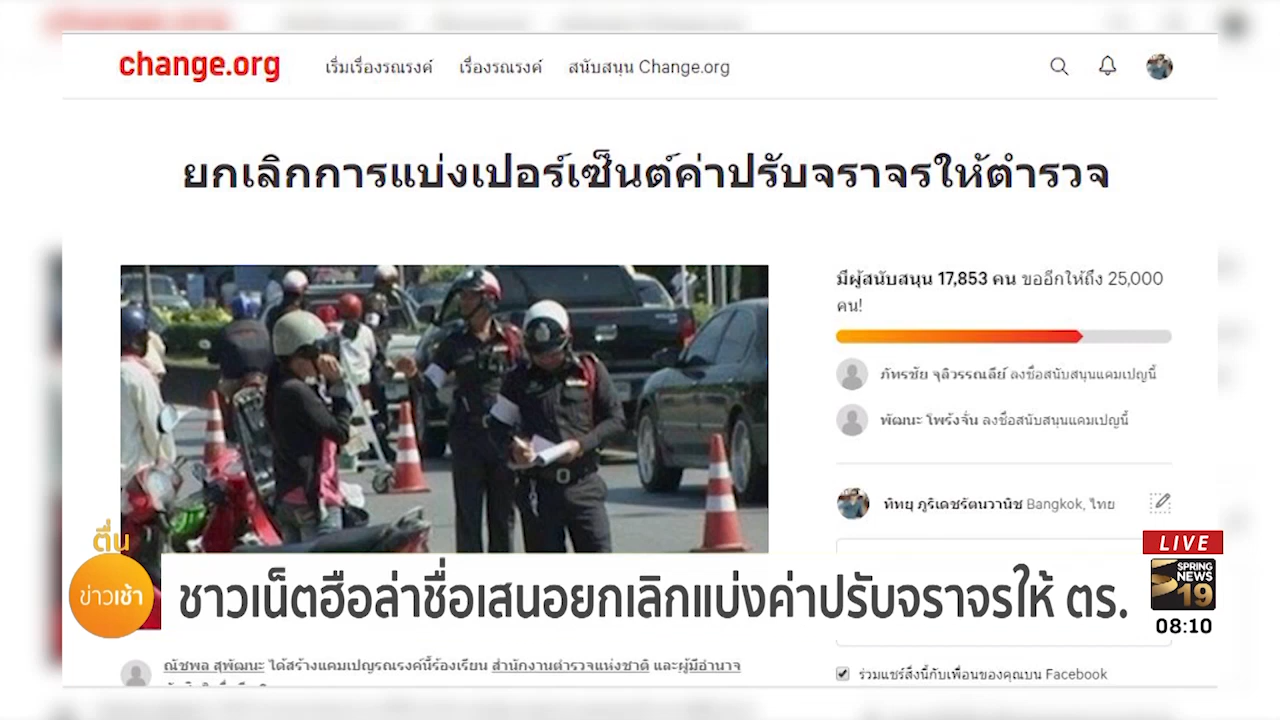 change.org
เริ่มเรื่องรณรงค์ เรื่องรณรงค์ สนับสนุน Change.org
ยกเลิกการแบ่งเปอร์เซ็นต์ค่าปรับจราจรให้ตำรวจ
มีผู้สนับสนุน 17,853 คน ขออีกให้ถึง 25,000
คน!
ภัทรชัย จุลิวรรณลีย์ ลงชื่อสนับสนุนแคมเปญนี้
พัฒนะ โพร้งจั่น ลงชื่อสนับสนุนแคมเปญนี้
ทิทยุ ภูริเดชรัตนวานิช Bangkok, ไทย
LIVE
SPRING
NEWS
19
08:10
ตื่น
ข่าวเช้า
ชาวเน็ตฮือล่าชื่อเสนอยกเลิกแบ่งค่าปรับจราจรให้ ตร.
ณัชพล สุพัฒนะ ได้สร้างแคมเปญรณรงค์นี้ร้องเรียน สำนักงานตำรวจแห่งชาติ และผู้มีอำนาจ
ร่วมแชร์สิ่งนี้กับเพื่อนของคุณบน Facebook